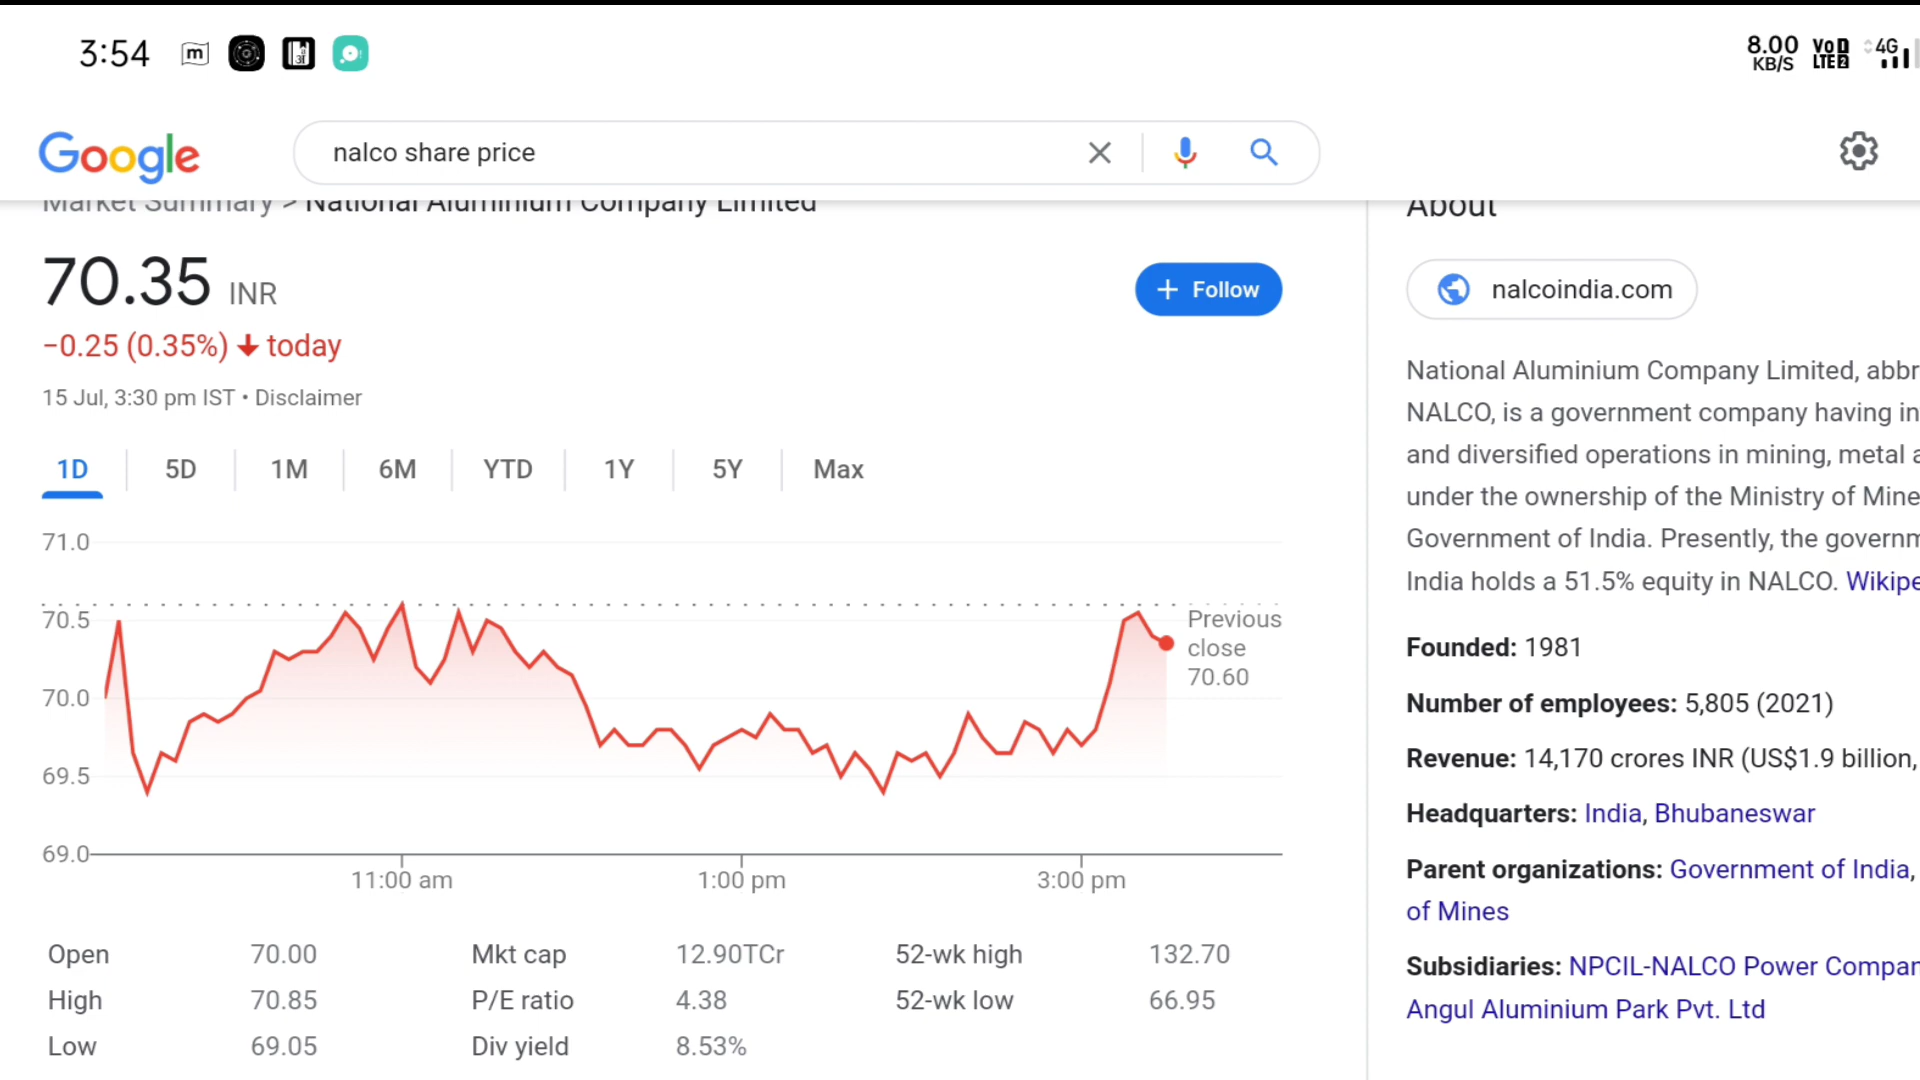 3:54
m
31
8.00
KB/S
VoD
LTE2
4G
Google
nalco share price
Market Summary > National Aluminium Company Limited
70.35 INR
+ Follow
−0.25 (0.35%) ↓ today
15 Jul, 3:30 pm IST • Disclaimer
1D
5D
1M
6M
YTD
1Y
5Y
Max
71.0
70.5
70.0
69.5
69.0
Previous
close
70.60
11:00 am
1:00 pm
3:00 pm
Open 70.00 Mkt cap 12.90TCr 52-wk high 132.70
High 70.85 P/E ratio 4.38 52-wk low 66.95
Low 69.05 Div yield 8.53%
About
nalcoindia.com
National Aluminium Company Limited, abbr
NALCO, is a government company having in
and diversified operations in mining, metal a
under the ownership of the Ministry of Mine
Government of India. Presently, the governm
India holds a 51.5% equity in NALCO. Wikipe
Founded: 1981
Number of employees: 5,805 (2021)
Revenue: 14,170 crores INR (US$1.9 billion,
Headquarters: India, Bhubaneswar
Parent organizations: Government of India,
of Mines
Subsidiaries: NPCIL-NALCO Power Compan
Angul Aluminium Park Pvt. Ltd